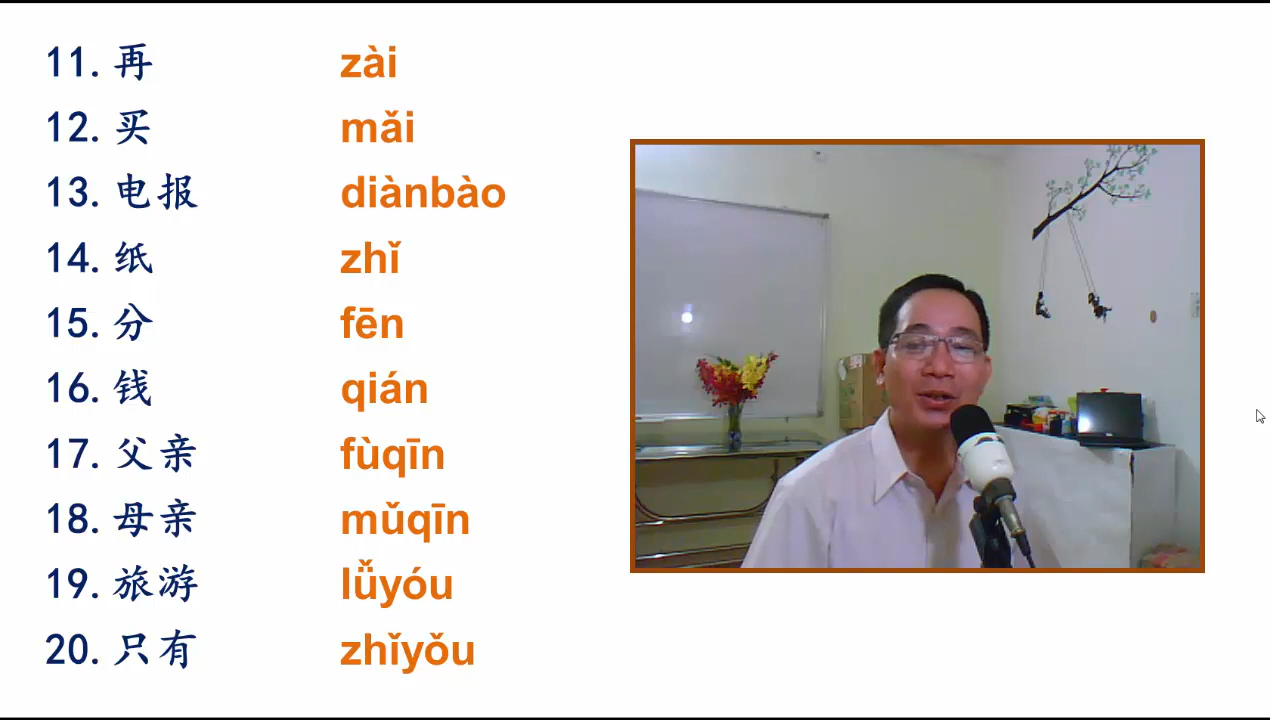 11. 再 zài
12. 买 mǎi
13. 电报 diànbào
14. 纸 zhǐ
15. 分 fēn
16. 钱 qián
17. 父亲 fùqīn
18. 母亲 mǔqīn
19. 旅游 lǚyóu
20. 只有 zhǐyǒu